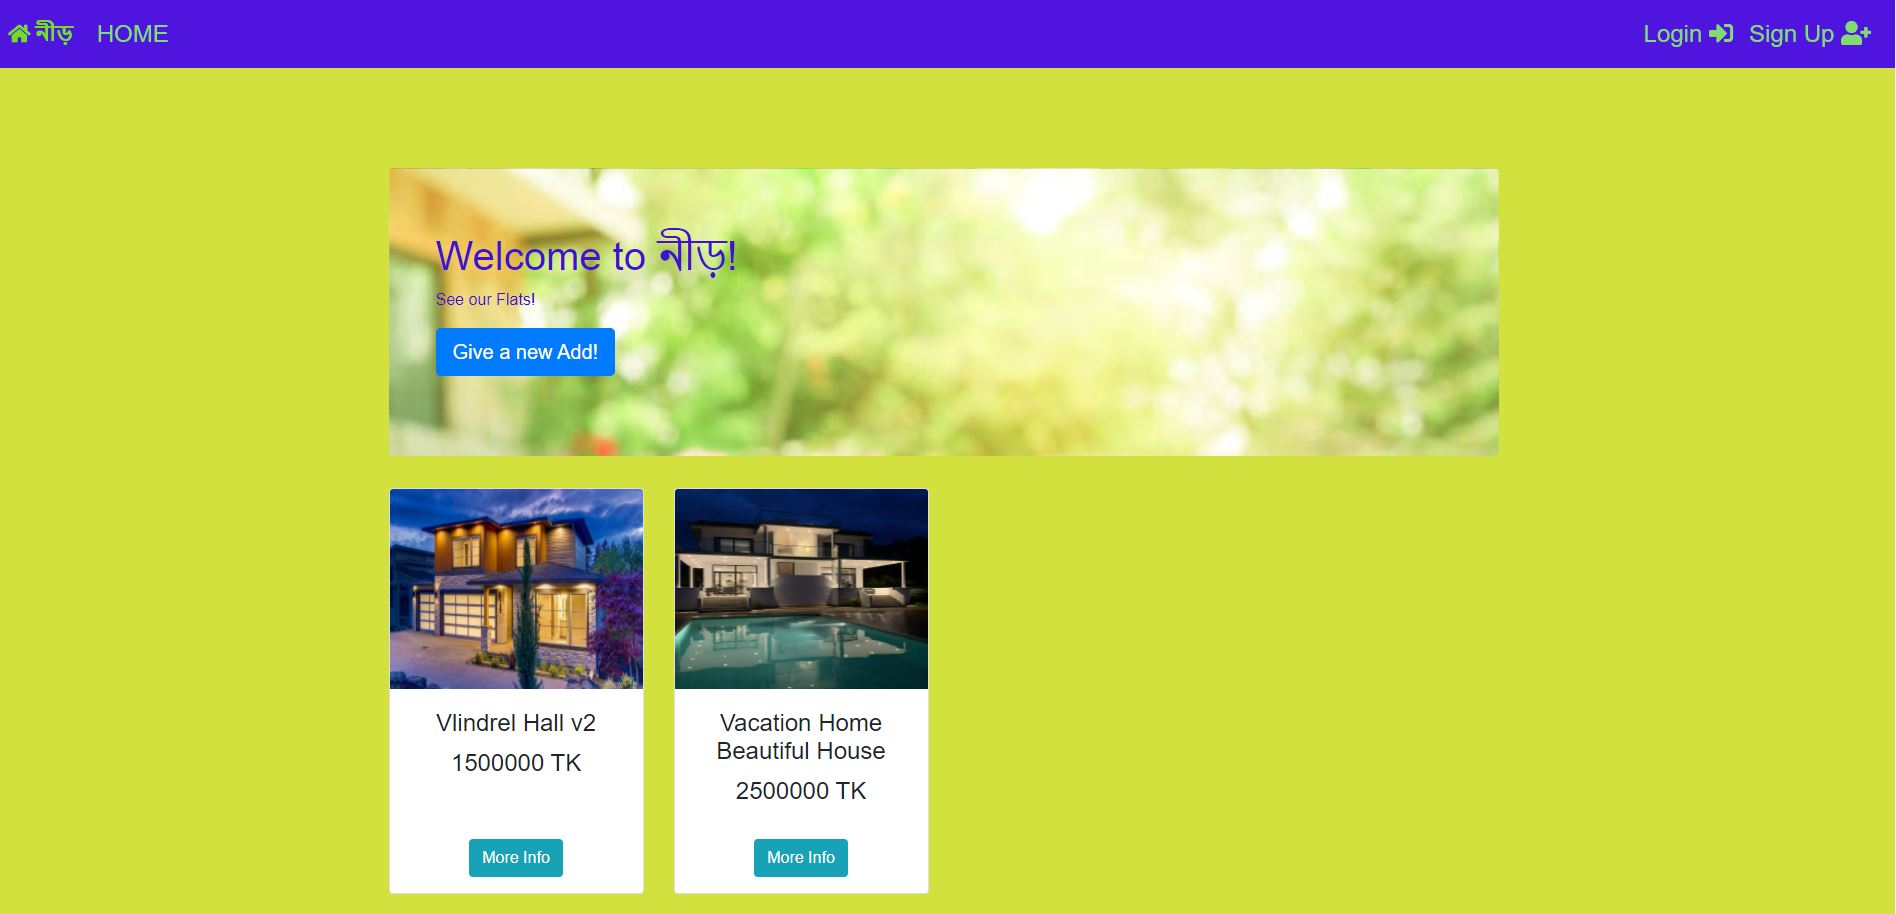 নীড় HOME Login Sign Up
Welcome to নীড়!
See our Flats!
Give a new Add!
Vlindrel Hall v2
1500000 TK
More Info
Vacation Home
Beautiful House
2500000 TK
More Info